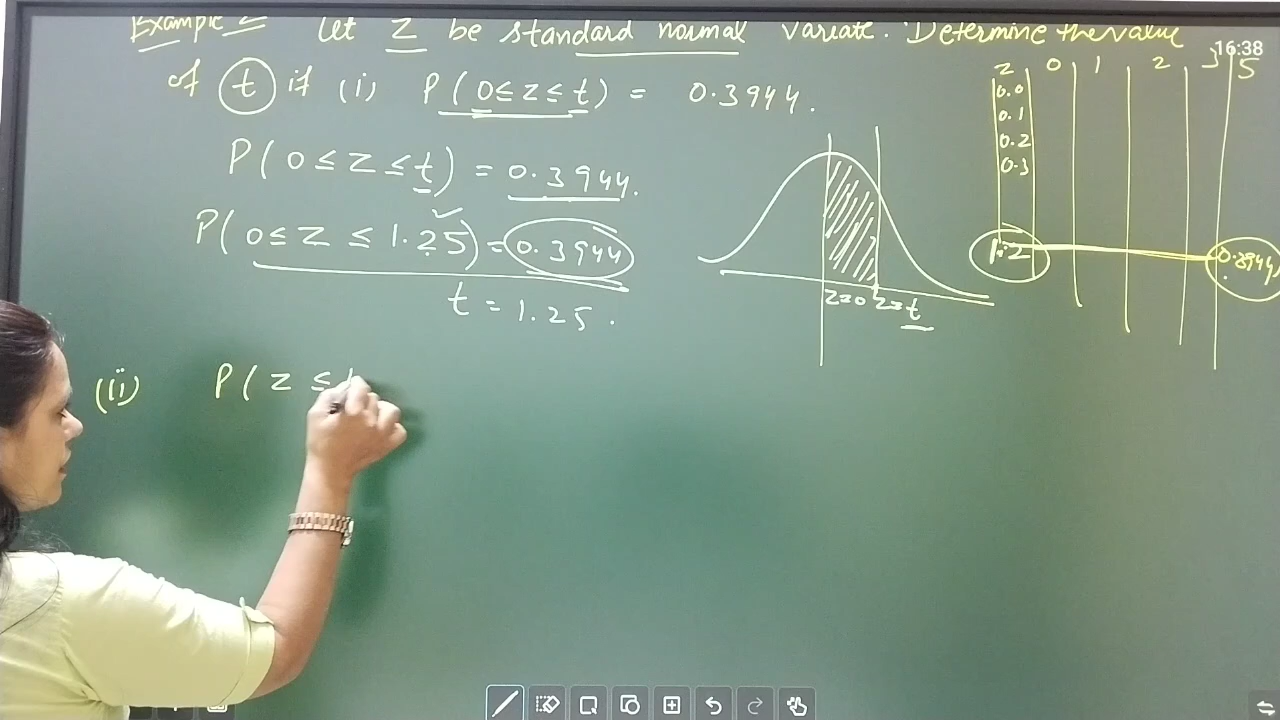 Example 2 Let Z be standard normal variate. Determine the value
of t if (i) P(0≤z≤t) = 0.3944.
P(0≤Z≤t) = 0.3944.
P(0≤Z≤1.25) = 0.3944
t = 1.25.
(ii) P(Z≤
z=0 z=t
16:38
Z 0 1 2 3 5
0.0
0.1
0.2
0.3
1.2 0.3944